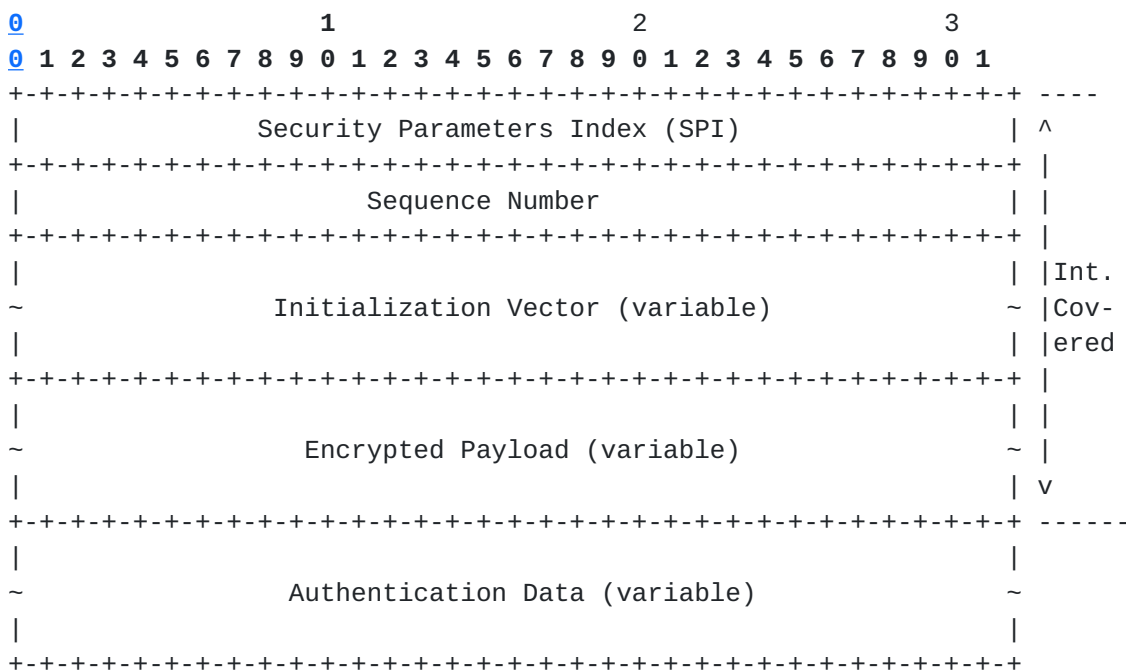 0                   1                   2                   3
0 1 2 3 4 5 6 7 8 9 0 1 2 3 4 5 6 7 8 9 0 1 2 3 4 5 6 7 8 9 0 1
+-+-+-+-+-+-+-+-+-+-+-+-+-+-+-+-+-+-+-+-+-+-+-+-+-+-+-+-+-+-+-+-+ ----
|               Security Parameters Index (SPI)                 | ^
+-+-+-+-+-+-+-+-+-+-+-+-+-+-+-+-+-+-+-+-+-+-+-+-+-+-+-+-+-+-+-+-+ |
|                      Sequence Number                          | |
+-+-+-+-+-+-+-+-+-+-+-+-+-+-+-+-+-+-+-+-+-+-+-+-+-+-+-+-+-+-+-+-+ |
|                                                               | |Int.
~                Initialization Vector (variable)               ~ |Cov-
|                                                               | |ered
+-+-+-+-+-+-+-+-+-+-+-+-+-+-+-+-+-+-+-+-+-+-+-+-+-+-+-+-+-+-+-+-+ |
|                                                               | |
~                  Encrypted Payload (variable)                 ~ |
|                                                               | v
+-+-+-+-+-+-+-+-+-+-+-+-+-+-+-+-+-+-+-+-+-+-+-+-+-+-+-+-+-+-+-+-+ ------
|                                                               |
~                 Authentication Data (variable)                ~
|                                                               |
+-+-+-+-+-+-+-+-+-+-+-+-+-+-+-+-+-+-+-+-+-+-+-+-+-+-+-+-+-+-+-+-+